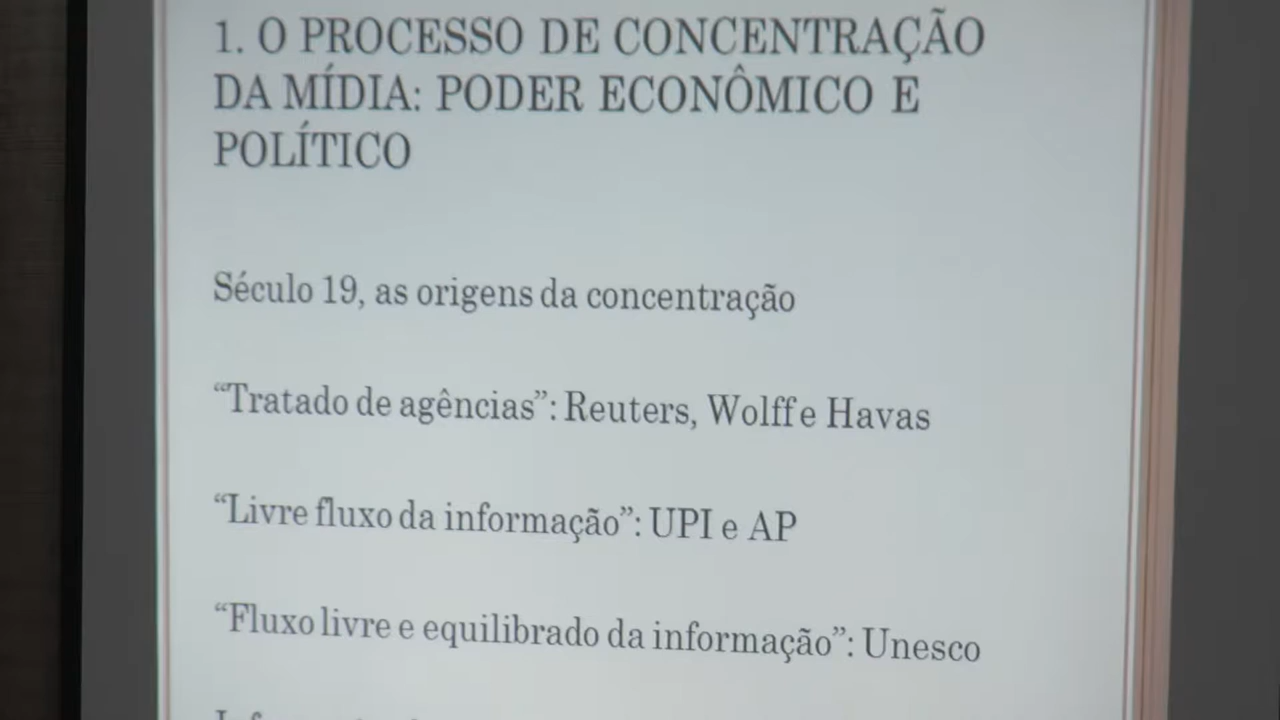 1. O PROCESSO DE CONCENTRAÇÃO
DA MÍDIA: PODER ECONÔMICO E
POLÍTICO
Século 19, as origens da concentração
“Tratado de agências”: Reuters, Wolff e Havas
“Livre fluxo da informação”: UPI e AP
“Fluxo livre e equilibrado da informação”: Unesco